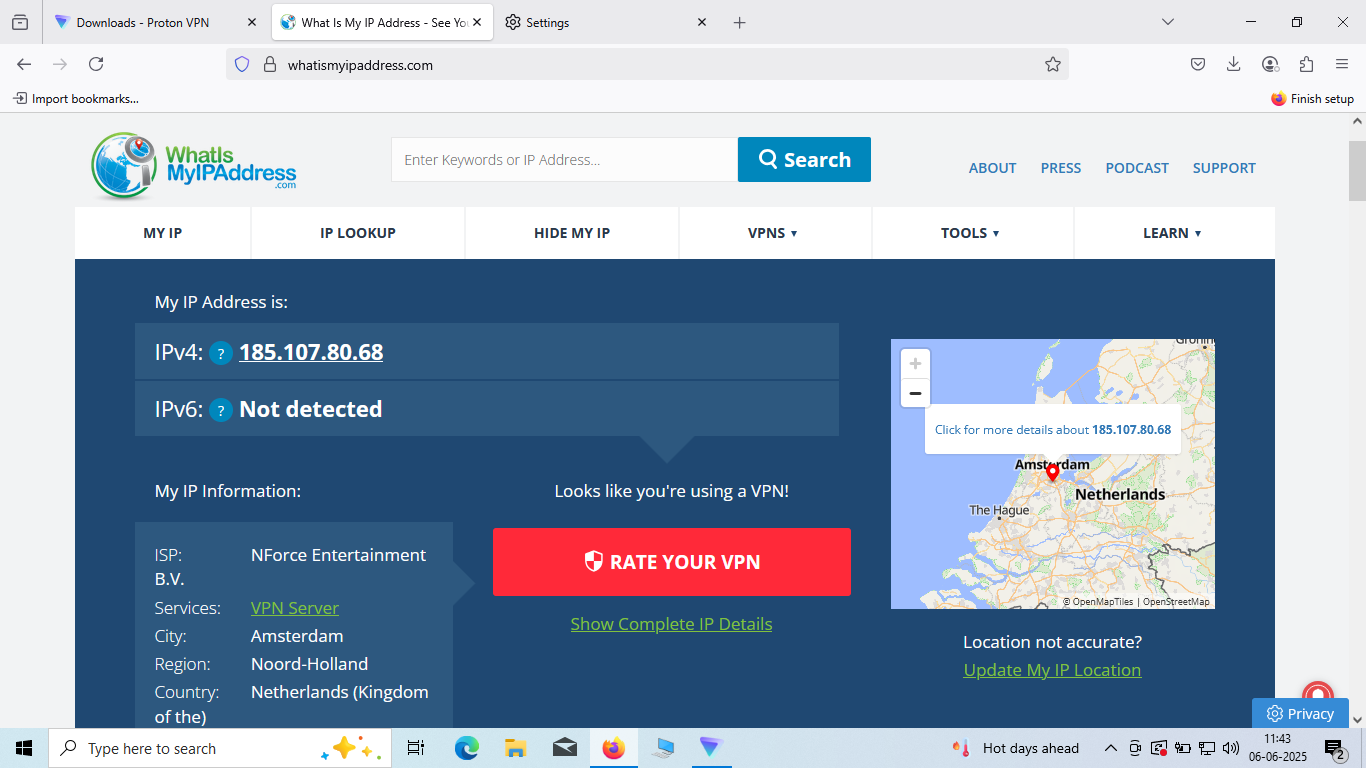 Downloads - Proton VPN
What Is My IP Address - See You
Settings
whatismyipaddress.com
Import bookmarks...
Finish setup
WhatIs
MyIPAddress
.com
Enter Keywords or IP Address...
Search
ABOUT
PRESS
PODCAST
SUPPORT
MY IP
IP LOOKUP
HIDE MY IP
VPNS
TOOLS
LEARN
My IP Address is:
IPv4: ? 185.107.80.68
IPv6: ? Not detected
My IP Information:
ISP: NForce Entertainment
B.V.
Services: VPN Server
City: Amsterdam
Region: Noord-Holland
Country: Netherlands (Kingdom
of the)
Looks like you're using a VPN!
RATE YOUR VPN
Show Complete IP Details
Click for more details about 185.107.80.68
Amsterdam
Netherlands
The Hague
© OpenMapTiles | OpenStreetMap
Location not accurate?
Update My IP Location
Privacy
Type here to search
Hot days ahead
11:43
06-06-2025
2